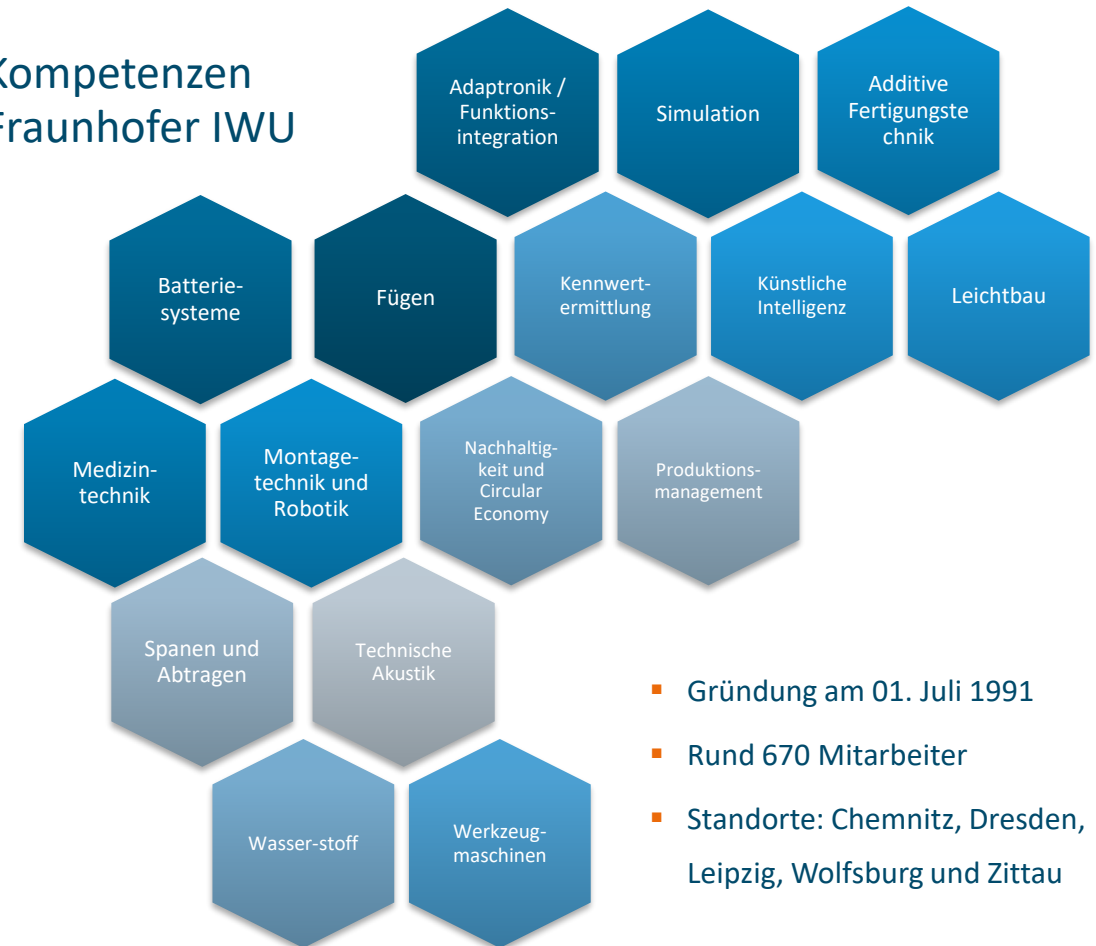 Kompetenzen
Fraunhofer IWU
Adaptronik /
Funktions-
integration
Simulation
Additive
Fertigungste
chnik
Batterie-
systeme
Fügen
Kennwert-
ermittlung
Künstliche
Intelligenz
Leichtbau
Medizin-
technik
Montage-
technik und
Robotik
Nachhaltig-
keit und
Circular
Economy
Produktions-
management
Spanen und
Abtragen
Technische
Akustik
Wasser-stoff
Werkzeug-
maschinen
▪ Gründung am 01. Juli 1991
▪ Rund 670 Mitarbeiter
▪ Standorte: Chemnitz, Dresden,
Leipzig, Wolfsburg und Zittau